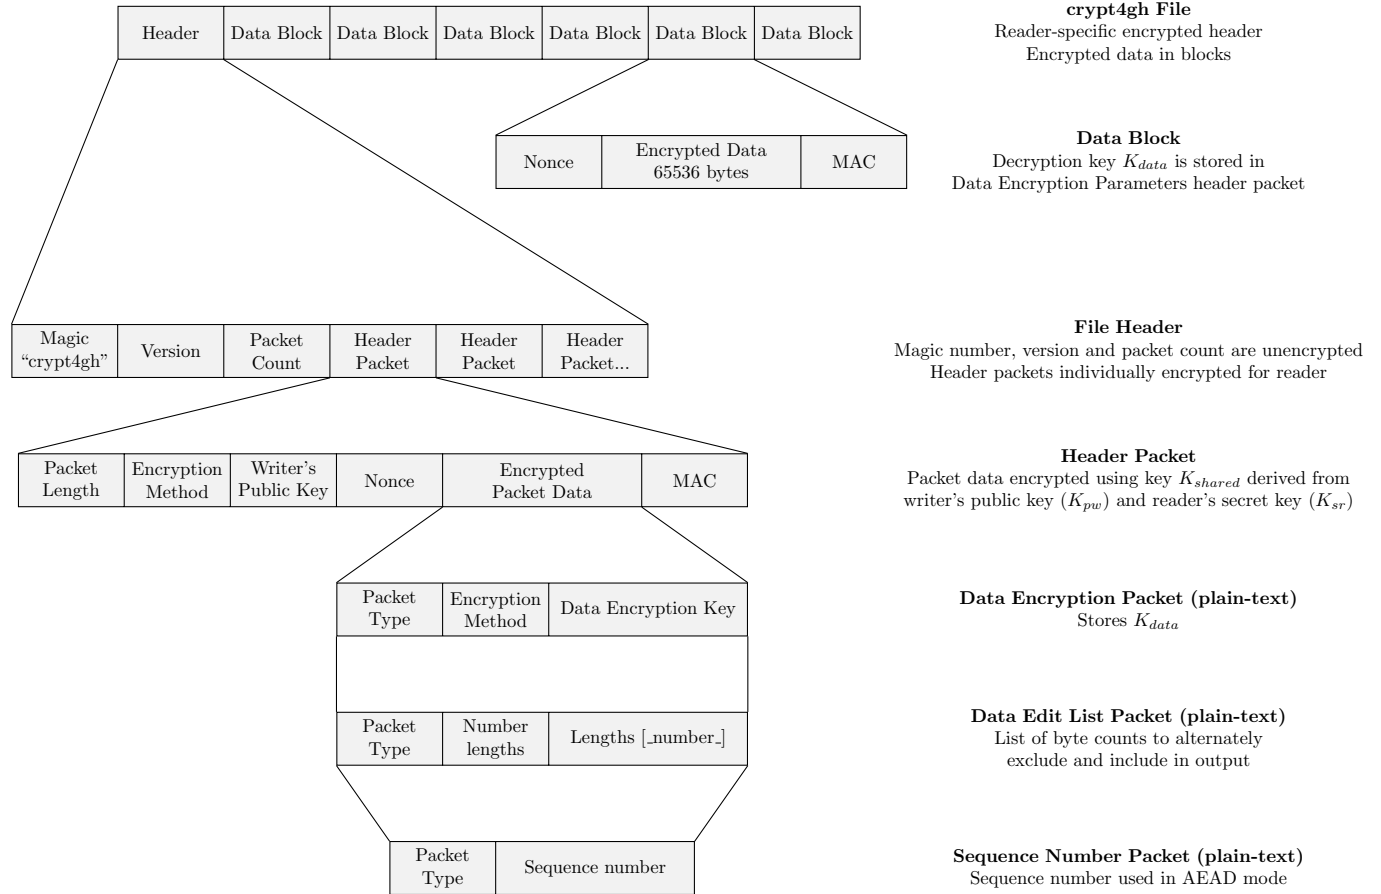 Header
Data Block
Data Block
Data Block
Data Block
Data Block
Data Block
crypt4gh File
Reader-specific encrypted header
Encrypted data in blocks
Nonce
Encrypted Data
65536 bytes
MAC
Data Block
Decryption key K_data is stored in
Data Encryption Parameters header packet
Magic
“crypt4gh”
Version
Packet
Count
Header
Packet
Header
Packet
Header
Packet...
File Header
Magic number, version and packet count are unencrypted
Header packets individually encrypted for reader
Packet
Length
Encryption
Method
Writer's
Public Key
Nonce
Encrypted
Packet Data
MAC
Header Packet
Packet data encrypted using key K_shared derived from
writer's public key (K_pw) and reader's secret key (K_sr)
Packet
Type
Encryption
Method
Data Encryption Key
Data Encryption Packet (plain-text)
Stores K_data
Packet
Type
Number
lengths
Lengths [_number_]
Data Edit List Packet (plain-text)
List of byte counts to alternately
exclude and include in output
Packet
Type
Sequence number
Sequence Number Packet (plain-text)
Sequence number used in AEAD mode